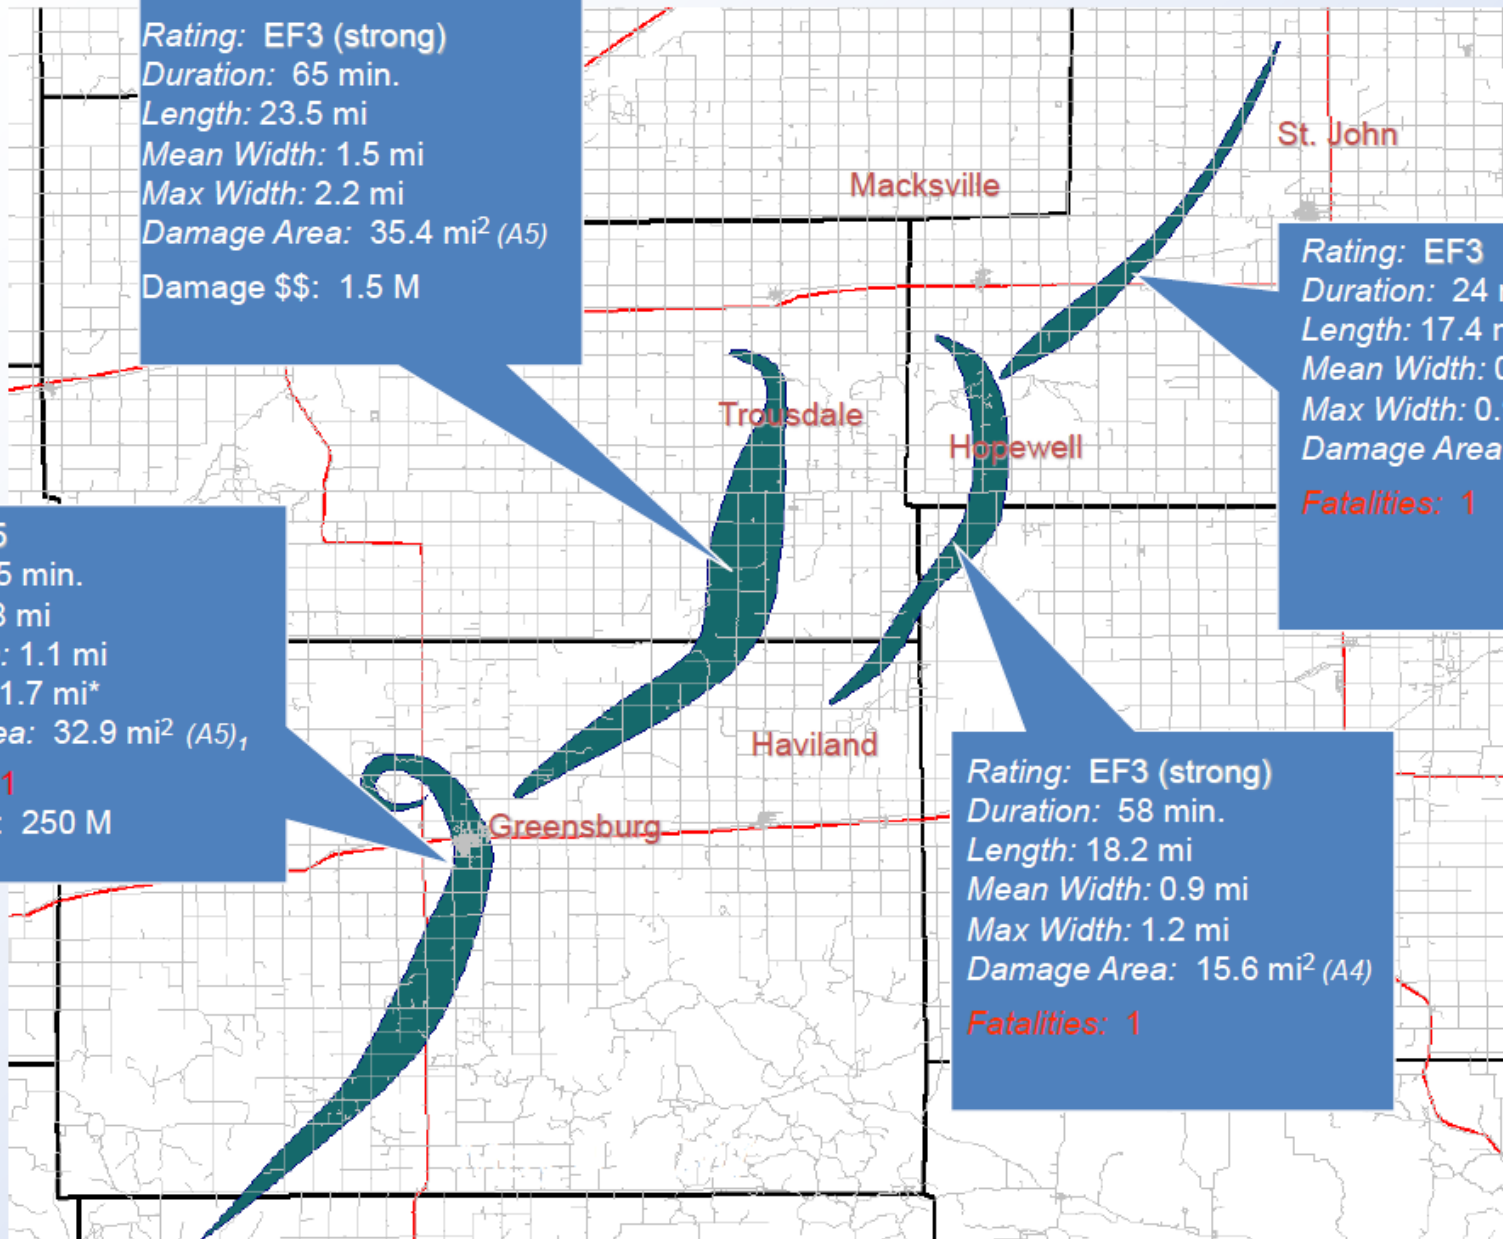 Rating: EF3 (strong)
Duration: 65 min.
Length: 23.5 mi
Mean Width: 1.5 mi
Max Width: 2.2 mi
Damage Area: 35.4 mi² (A5)
Damage $$: 1.5 M
St. John
Macksville
Rating: EF3
Duration: 24
Length: 17.4
Mean Width: 0
Max Width: 0.
Damage Area
Fatalities: 1
Trousdale
Hopewell
5
5 min.
3 mi
: 1.1 mi
1.7 mi*
ea: 32.9 mi² (A5)₁
1
: 250 M
Haviland
Greensburg
Rating: EF3 (strong)
Duration: 58 min.
Length: 18.2 mi
Mean Width: 0.9 mi
Max Width: 1.2 mi
Damage Area: 15.6 mi² (A4)
Fatalities: 1